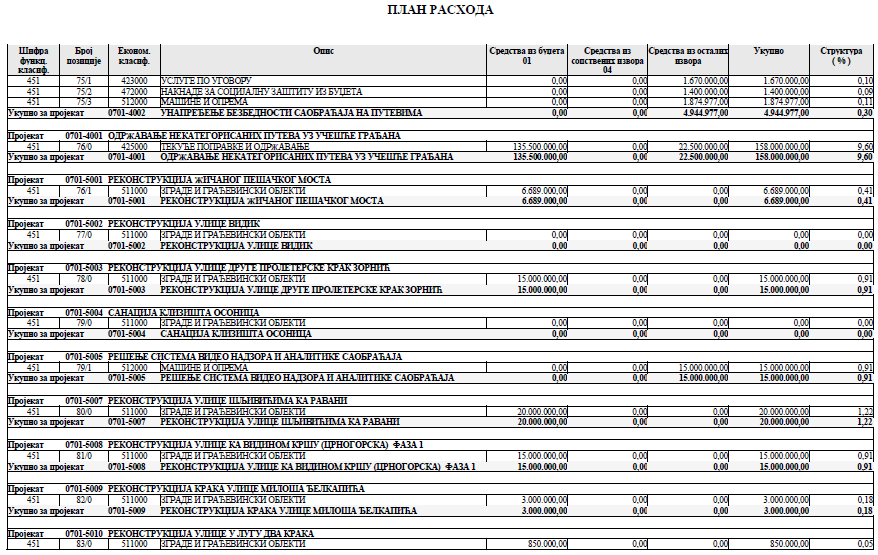 ПЛАН РАСХОДА
Шифра функц. класиф. Број позиције Економ. класиф. Опис Средства из буџета 01 Средства из сопствених извора 04 Средства из осталих извора Укупно Структура ( % )
451 75/1 423000 УСЛУГЕ ПО УГОВОРУ 0,00 0,00 1.670.000,00 1.670.000,00 0,10
451 75/2 472000 НАКНАДЕ ЗА СОЦИЈАЛНУ ЗАШТИТУ ИЗ БУЏЕТА 0,00 0,00 1.400.000,00 1.400.000,00 0,09
451 75/3 512000 МАШИНЕ И ОПРЕМА 0,00 0,00 1.874.977,00 1.874.977,00 0,11
Укупно за пројекат 0701-4002 УНАПРЕЂЕЊЕ БЕЗБЕДНОСТИ САОБРАЋАЈА НА ПУТЕВИМА 0,00 0,00 4.944.977,00 4.944.977,00 0,30
Пројекат 0701-4001 ОДРЖАВАЊЕ НЕКАТЕГОРИСАНИХ ПУТЕВА УЗ УЧЕШЋЕ ГРАЂАНА
451 76/0 425000 ТЕКУЋЕ ПОПРАВКЕ И ОДРЖАВАЊЕ 135.500.000,00 0,00 22.500.000,00 158.000.000,00 9,60
Укупно за пројекат 0701-4001 ОДРЖАВАЊЕ НЕКАТЕГОРИСАНИХ ПУТЕВА УЗ УЧЕШЋЕ ГРАЂАНА 135.500.000,00 0,00 22.500.000,00 158.000.000,00 9,60
Пројекат 0701-5001 РЕКОНСТРУКЦИЈА ЖИЧАНОГ ПЕШАЧКОГ МОСТА
451 76/1 511000 ЗГРАДЕ И ГРАЂЕВИНСКИ ОБЈЕКТИ 6.689.000,00 0,00 0,00 6.689.000,00 0,41
Укупно за пројекат 0701-5001 РЕКОНСТРУКЦИЈА ЖИЧАНОГ ПЕШАЧКОГ МОСТА 6.689.000,00 0,00 0,00 6.689.000,00 0,41
Пројекат 0701-5002 РЕКОНСТРУКЦИЈА УЛИЦЕ ВИДИК
451 77/0 511000 ЗГРАДЕ И ГРАЂЕВИНСКИ ОБЈЕКТИ 0,00 0,00 0,00 0,00 0,00
Укупно за пројекат 0701-5002 РЕКОНСТРУКЦИЈА УЛИЦЕ ВИДИК 0,00 0,00 0,00 0,00 0,00
Пројекат 0701-5003 РЕКОНСТРУКЦИЈА УЛИЦЕ ДРУГЕ ПРОЛЕТЕРСКЕ КРАК ЗОРНИЋ
451 78/0 511000 ЗГРАДЕ И ГРАЂЕВИНСКИ ОБЈЕКТИ 15.000.000,00 0,00 0,00 15.000.000,00 0,91
Укупно за пројекат 0701-5003 РЕКОНСТРУКЦИЈА УЛИЦЕ ДРУГЕ ПРОЛЕТЕРСКЕ КРАК ЗОРНИЋ 15.000.000,00 0,00 0,00 15.000.000,00 0,91
Пројекат 0701-5004 САНАЦИЈА КЛИЗИШТА ОСОНИЦА
451 79/0 511000 ЗГРАДЕ И ГРАЂЕВИНСКИ ОБЈЕКТИ 0,00 0,00 0,00 0,00 0,00
Укупно за пројекат 0701-5004 САНАЦИЈА КЛИЗИШТА ОСОНИЦА 0,00 0,00 0,00 0,00 0,00
Пројекат 0701-5005 РЕШЕЊЕ СИСТЕМА ВИДЕО НАДЗОРА И АНАЛИТИКЕ САОБРАЋАЈА
451 79/1 512000 МАШИНЕ И ОПРЕМА 0,00 0,00 15.000.000,00 15.000.000,00 0,91
Укупно за пројекат 0701-5005 РЕШЕЊЕ СИСТЕМА ВИДЕО НАДЗОРА И АНАЛИТИКЕ САОБРАЋАЈА 0,00 0,00 15.000.000,00 15.000.000,00 0,91
Пројекат 0701-5007 РЕКОНСТРУКЦИЈА УЛИЦЕ ШЉИВИЋИМА КА РАВАНИ
451 80/0 511000 ЗГРАДЕ И ГРАЂЕВИНСКИ ОБЈЕКТИ 20.000.000,00 0,00 0,00 20.000.000,00 1,22
Укупно за пројекат 0701-5007 РЕКОНСТРУКЦИЈА УЛИЦЕ ШЉИВИЋИМА КА РАВАНИ 20.000.000,00 0,00 0,00 20.000.000,00 1,22
Пројекат 0701-5008 РЕКОНСТРУКЦИЈА УЛИЦЕ КА ВИДИНОМ КРШУ (ЦРНОГОРСКА) ФАЗА 1
451 81/0 511000 ЗГРАДЕ И ГРАЂЕВИНСКИ ОБЈЕКТИ 15.000.000,00 0,00 0,00 15.000.000,00 0,91
Укупно за пројекат 0701-5008 РЕКОНСТРУКЦИЈА УЛИЦЕ КА ВИДИНОМ КРШУ (ЦРНОГОРСКА) ФАЗА 1 15.000.000,00 0,00 0,00 15.000.000,00 0,91
Пројекат 0701-5009 РЕКОНСТРУКЦИЈА КРАКА УЛИЦЕ МИЛОША ЂЕЛКАПИЋА
451 82/0 511000 ЗГРАДЕ И ГРАЂЕВИНСКИ ОБЈЕКТИ 3.000.000,00 0,00 0,00 3.000.000,00 0,18
Укупно за пројекат 0701-5009 РЕКОНСТРУКЦИЈА КРАКА УЛИЦЕ МИЛОША ЂЕЛКАПИЋА 3.000.000,00 0,00 0,00 3.000.000,00 0,18
Пројекат 0701-5010 РЕКОНСТРУКЦИЈА УЛИЦЕ У ЛУГУ ДВА КРАКА
451 83/0 511000 ЗГРАДЕ И ГРАЂЕВИНСКИ ОБЈЕКТИ 850.000,00 0,00 0,00 850.000,00 0,05